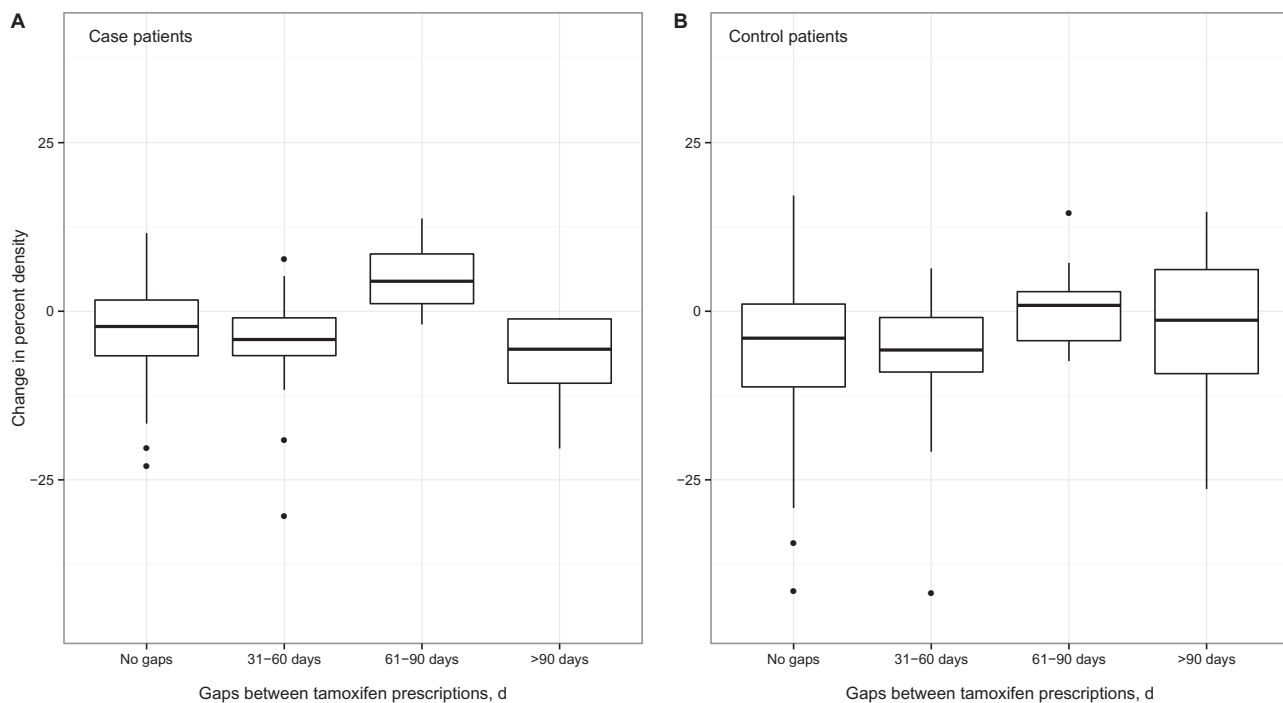 A
Case patients
Change in percent density
25
0
−25
No gaps
31−60 days
61−90 days
>90 days
Gaps between tamoxifen prescriptions, d
B
Control patients
25
0
−25
No gaps
31−60 days
61−90 days
>90 days
Gaps between tamoxifen prescriptions, d